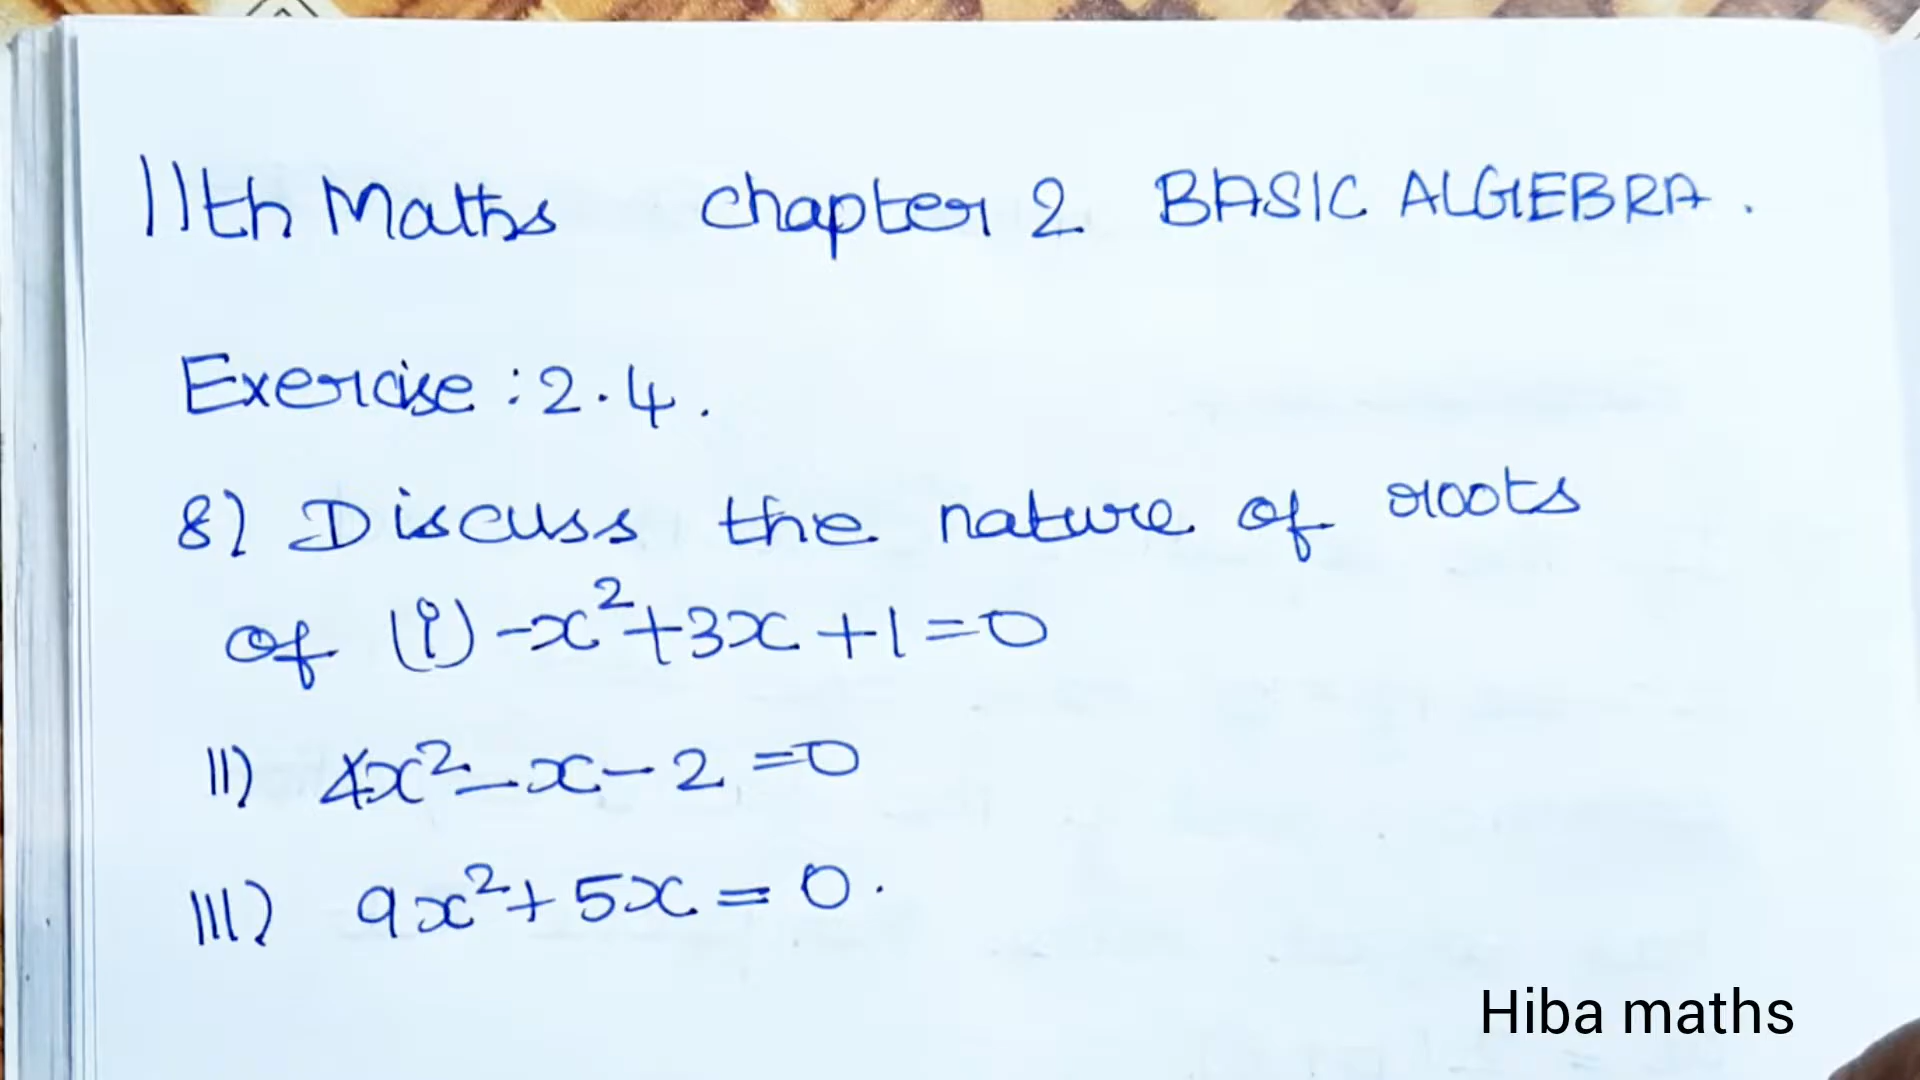 11th Maths chapter 2 BASIC ALGEBRA.
Exercise : 2.4.
8) Discuss the nature of roots
of (i) -x²+3x+1=0
II) 4x²-x-2=0
III) 9x²+5x=0.
Hiba maths